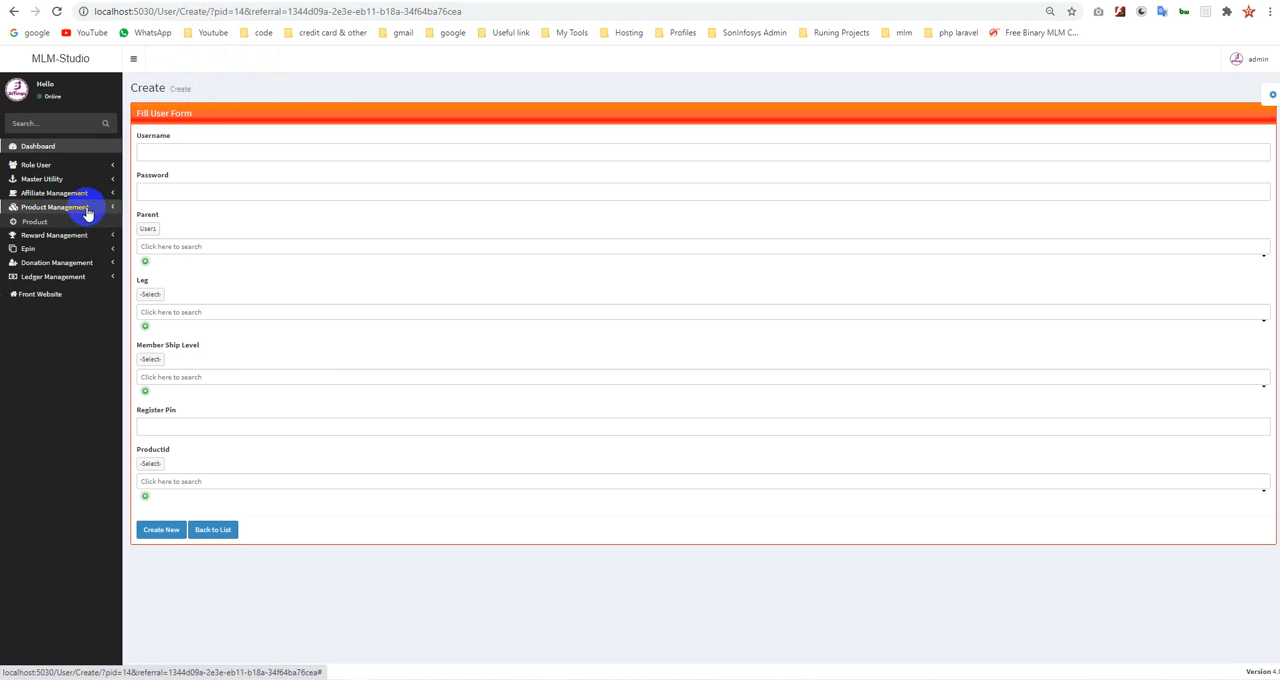 localhost:5030/User/Create/?pid=14&referral=1344d09a-2e3e-eb11-b18a-34f64ba76cea
google YouTube WhatsApp Youtube code credit card & other gmail google Useful link My Tools Hosting Profiles SonInfosys Admin Runing Projects mlm php laravel Free Binary MLM C...
MLM-Studio
admin
Hello
Online
Search...
Dashboard
Role User
Master Utility
Affiliate Management
Product Management
Product
Reward Management
Epin
Donation Management
Ledger Management
Front Website
Create Create
Fill User Form
Username
Password
Parent
User1
Click here to search
Leg
-Select-
Click here to search
Member Ship Level
-Select-
Click here to search
Register Pin
ProductId
-Select-
Click here to search
Create New Back to List
localhost:5030/User/Create/?pid=14&referral=1344d09a-2e3e-eb11-b18a-34f64ba76cea#
Version 4.